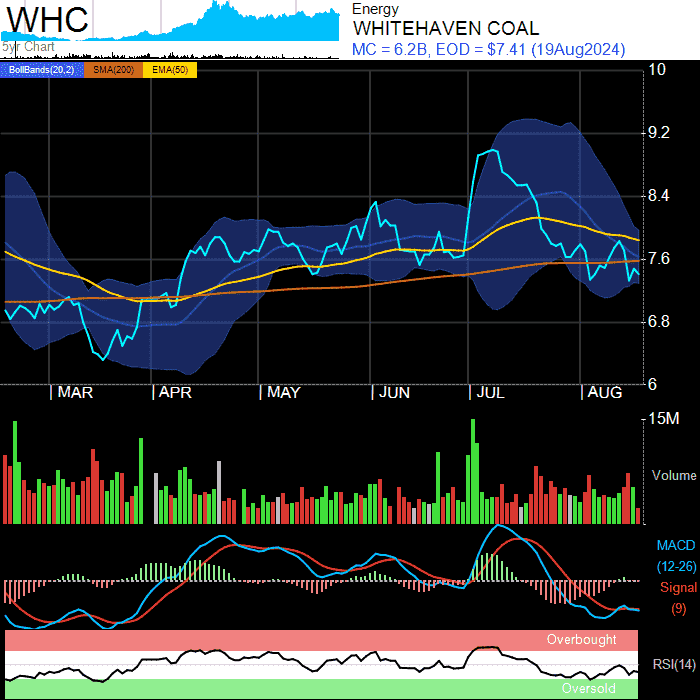 WHC
5yr Chart
Energy
WHITEHAVEN COAL
MC = 6.2B, EOD = $7.41 (19Aug2024)
BollBands(20,2) SMA(200) EMA(50)
10
9.2
8.4
7.6
6.8
6
MAR APR MAY JUN JUL AUG
15M
Volume
MACD
(12-26)
Signal
(9)
Overbought
RSI(14)
Oversold